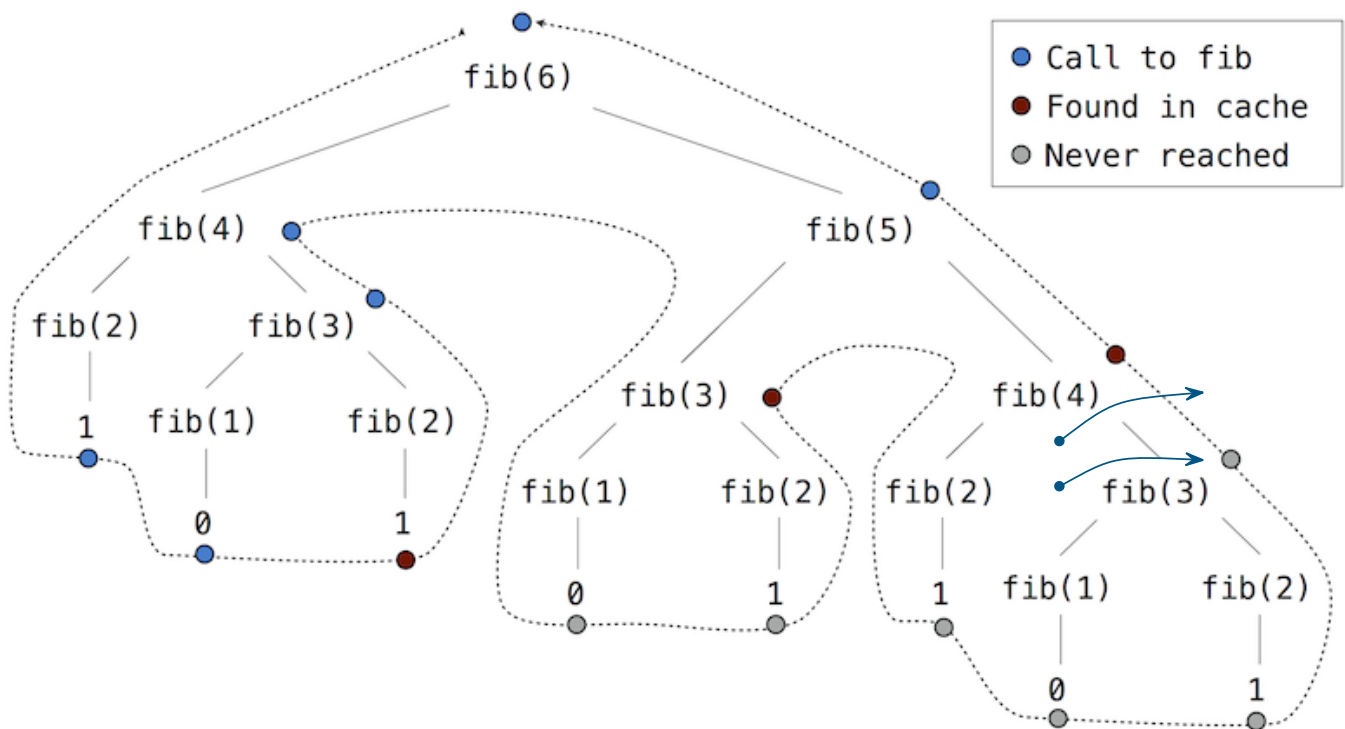 Call to fib
Found in cache
Never reached
fib(6)
fib(4)
fib(5)
fib(2)
fib(3)
fib(3)
fib(4)
1
fib(1)
fib(2)
fib(1)
fib(2)
fib(2)
fib(3)
0
1
0
1
1
fib(1)
fib(2)
0
1